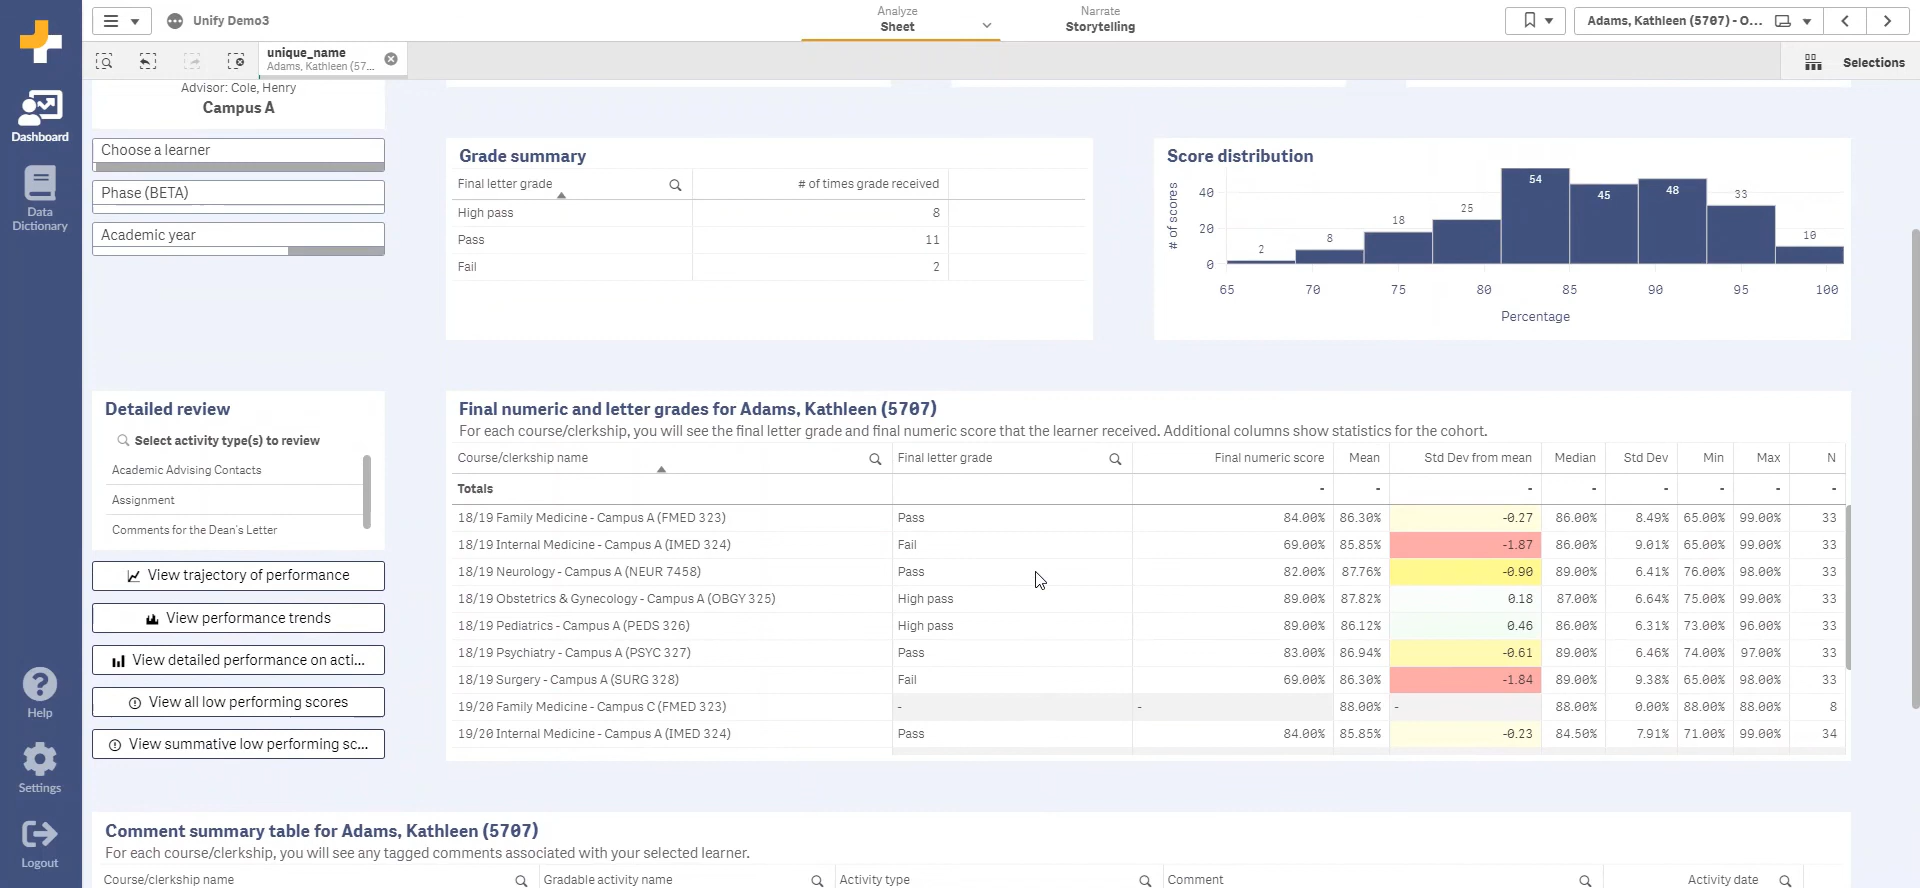 Unify Demo3
Analyze
Sheet
Narrate
Storytelling
Adams, Kathleen (5707) - O...
unique_name
Adams, Kathleen (57...
Selections
Dashboard
Data
Dictionary
Help
Settings
Logout
Advisor: Cole, Henry
Campus A
Choose a learner
Phase (BETA)
Academic year
Grade summary
Final letter grade # of times grade received
High pass 8
Pass 11
Fail 2
Score distribution
# of scores
40
20
0
2 8 18 25 54 45 48 33 10
65 70 75 80 85 90 95 100
Percentage
Detailed review
Select activity type(s) to review
Academic Advising Contacts
Assignment
Comments for the Dean's Letter
View trajectory of performance
View performance trends
View detailed performance on acti...
View all low performing scores
View summative low performing sc...
Final numeric and letter grades for Adams, Kathleen (5707)
For each course/clerkship, you will see the final letter grade and final numeric score that the learner received. Additional columns show statistics for the cohort.
Course/clerkship name Final letter grade Final numeric score Mean Std Dev from mean Median Std Dev Min Max N
Totals - - - - - - - -
18/19 Family Medicine - Campus A (FMED 323) Pass 84.00% 86.30% -0.27 86.00% 8.49% 65.00% 99.00% 33
18/19 Internal Medicine - Campus A (IMED 324) Fail 69.00% 85.85% -1.87 86.00% 9.01% 65.00% 99.00% 33
18/19 Neurology - Campus A (NEUR 7458) Pass 82.00% 87.76% -0.90 89.00% 6.41% 76.00% 98.00% 33
18/19 Obstetrics & Gynecology - Campus A (OBGY 325) High pass 89.00% 87.82% 0.18 87.00% 6.64% 75.00% 99.00% 33
18/19 Pediatrics - Campus A (PEDS 326) High pass 89.00% 86.12% 0.46 86.00% 6.31% 73.00% 96.00% 33
18/19 Psychiatry - Campus A (PSYC 327) Pass 83.00% 86.94% -0.61 89.00% 6.46% 74.00% 97.00% 33
18/19 Surgery - Campus A (SURG 328) Fail 69.00% 86.30% -1.84 89.00% 9.38% 65.00% 98.00% 33
19/20 Family Medicine - Campus C (FMED 323) - - 88.00% - 88.00% 0.00% 88.00% 88.00% 8
19/20 Internal Medicine - Campus A (IMED 324) Pass 84.00% 85.85% -0.23 84.50% 7.91% 71.00% 99.00% 34
Comment summary table for Adams, Kathleen (5707)
For each course/clerkship, you will see any tagged comments associated with your selected learner.
Course/clerkship name Gradable activity name Activity type Comment Activity date